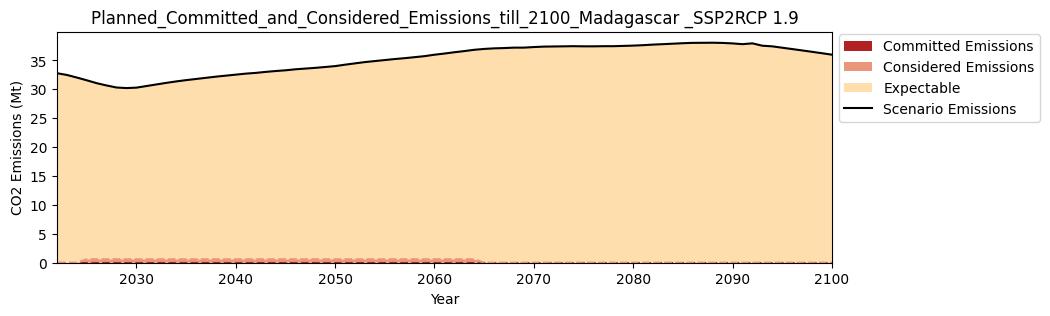 Planned_Committed_and_Considered_Emissions_till_2100_Madagascar _SSP2RCP 1.9
CO2 Emissions (Mt)
35
30
25
20
15
10
5
0
2030 2040 2050 2060 2070 2080 2090 2100
Year
Committed Emissions
Considered Emissions
Expectable
Scenario Emissions